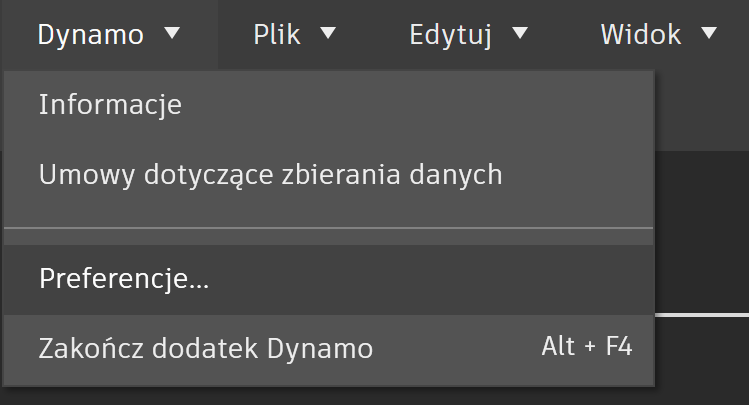 Dynamo Plik Edytuj Widok
Informacje
Umowy dotyczące zbierania danych
Preferencje...
Zakończ dodatek Dynamo Alt + F4